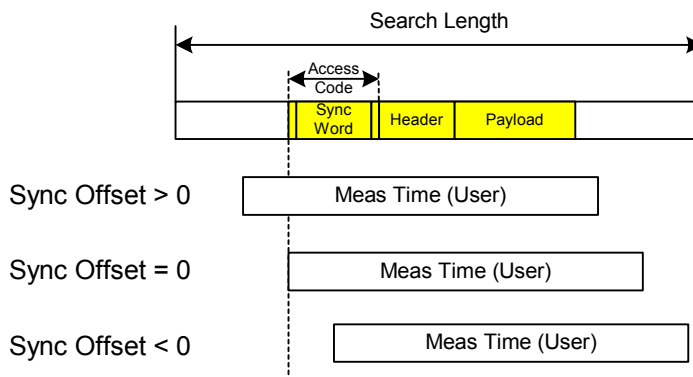 Search Length
Access
Code
Sync
Word
Header
Payload
Sync Offset > 0
Meas Time (User)
Sync Offset = 0
Meas Time (User)
Sync Offset < 0
Meas Time (User)